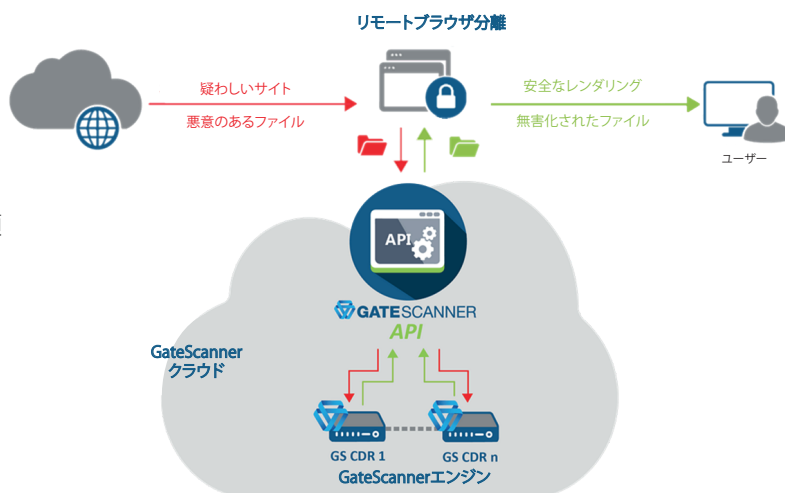 リモートブラウザ分離
疑わしいサイト
悪意のあるファイル
安全なレンダリング
無害化されたファイル
ユーザー
API
GATESCANNER
API
GateScanner
クラウド
GS CDR 1
GS CDR n
GateScannerエンジン